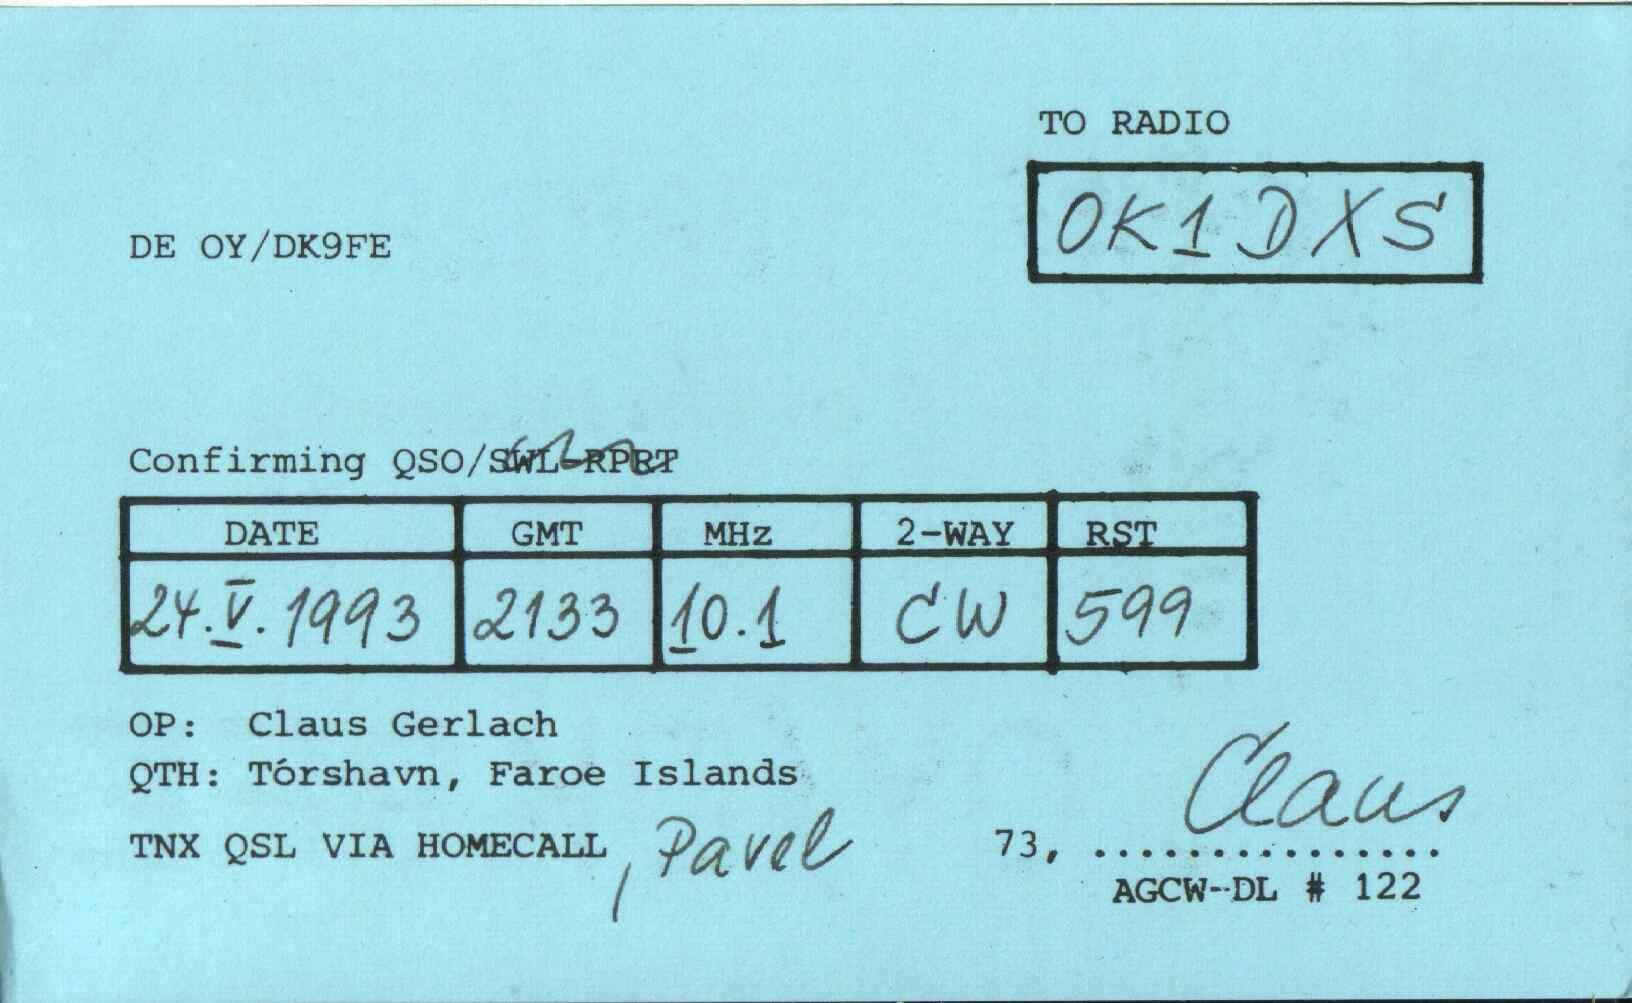 TO RADIO
OK1DXS
DE OY/DK9FE
Confirming QSO/SWL-RPRT
DATE GMT MHz 2-WAY RST
24.V.1993 2133 10.1 CW 599
OP: Claus Gerlach
QTH: Tórshavn, Faroe Islands
TNX QSL VIA HOMECALL, Pavel
73, ............... Claus
AGCW-DL # 122